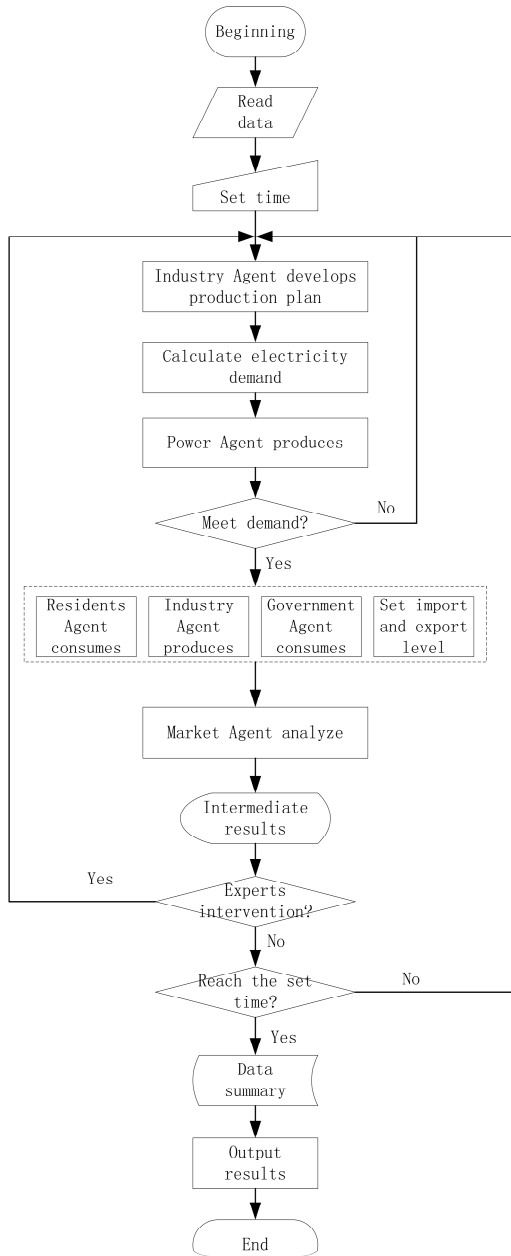 Beginning
Read
data
Set time
Industry Agent develops
production plan
Calculate electricity
demand
Power Agent produces
Meet demand?
No
Yes
Residents
Agent
consumes
Industry
Agent
produces
Government
Agent
consumes
Set import
and export
level
Market Agent analyze
Intermediate
results
Yes
Experts
intervention?
No
Reach the set
time?
No
Yes
Data
summary
Output
results
End